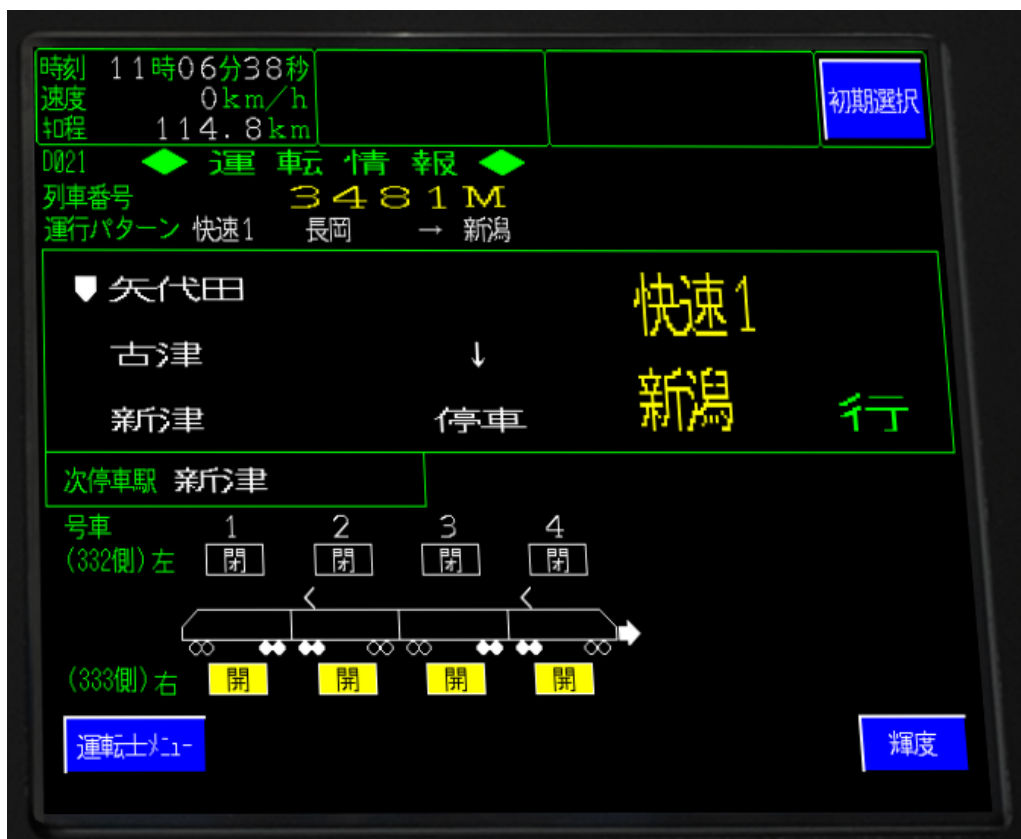 時刻 11時06分38秒
速度 0km/h
キロ程 114.8km
初期選択
D021 ◆ 運転情報 ◆
列車番号 3481M
運行パターン 快速1 長岡 → 新潟
矢代田
古津 ↓
新津 停車
快速1
新潟 行
次停車駅 新津
号車 1 2 3 4
(332側)左 閉 閉 閉 閉
(333側)右 開 開 開 開
運転士メニュー
輝度